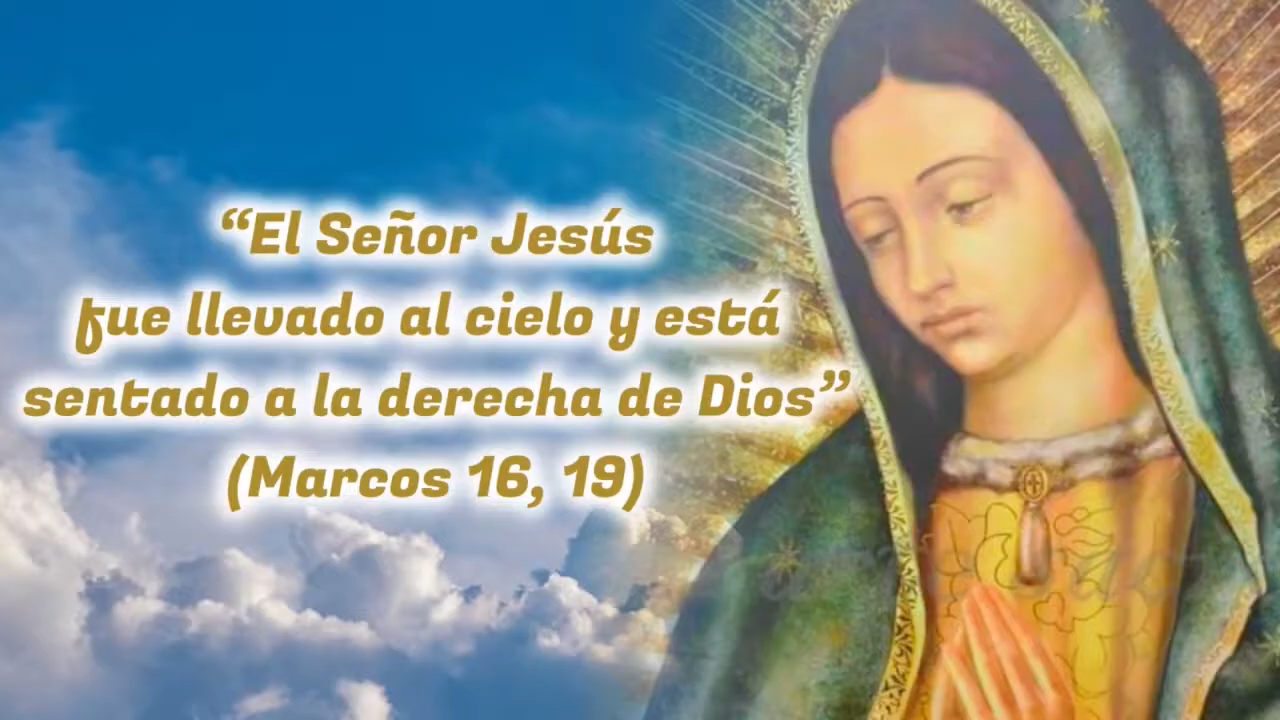 “El Señor Jesús
fue llevado al cielo y está
sentado a la derecha de Dios”
(Marcos 16, 19)